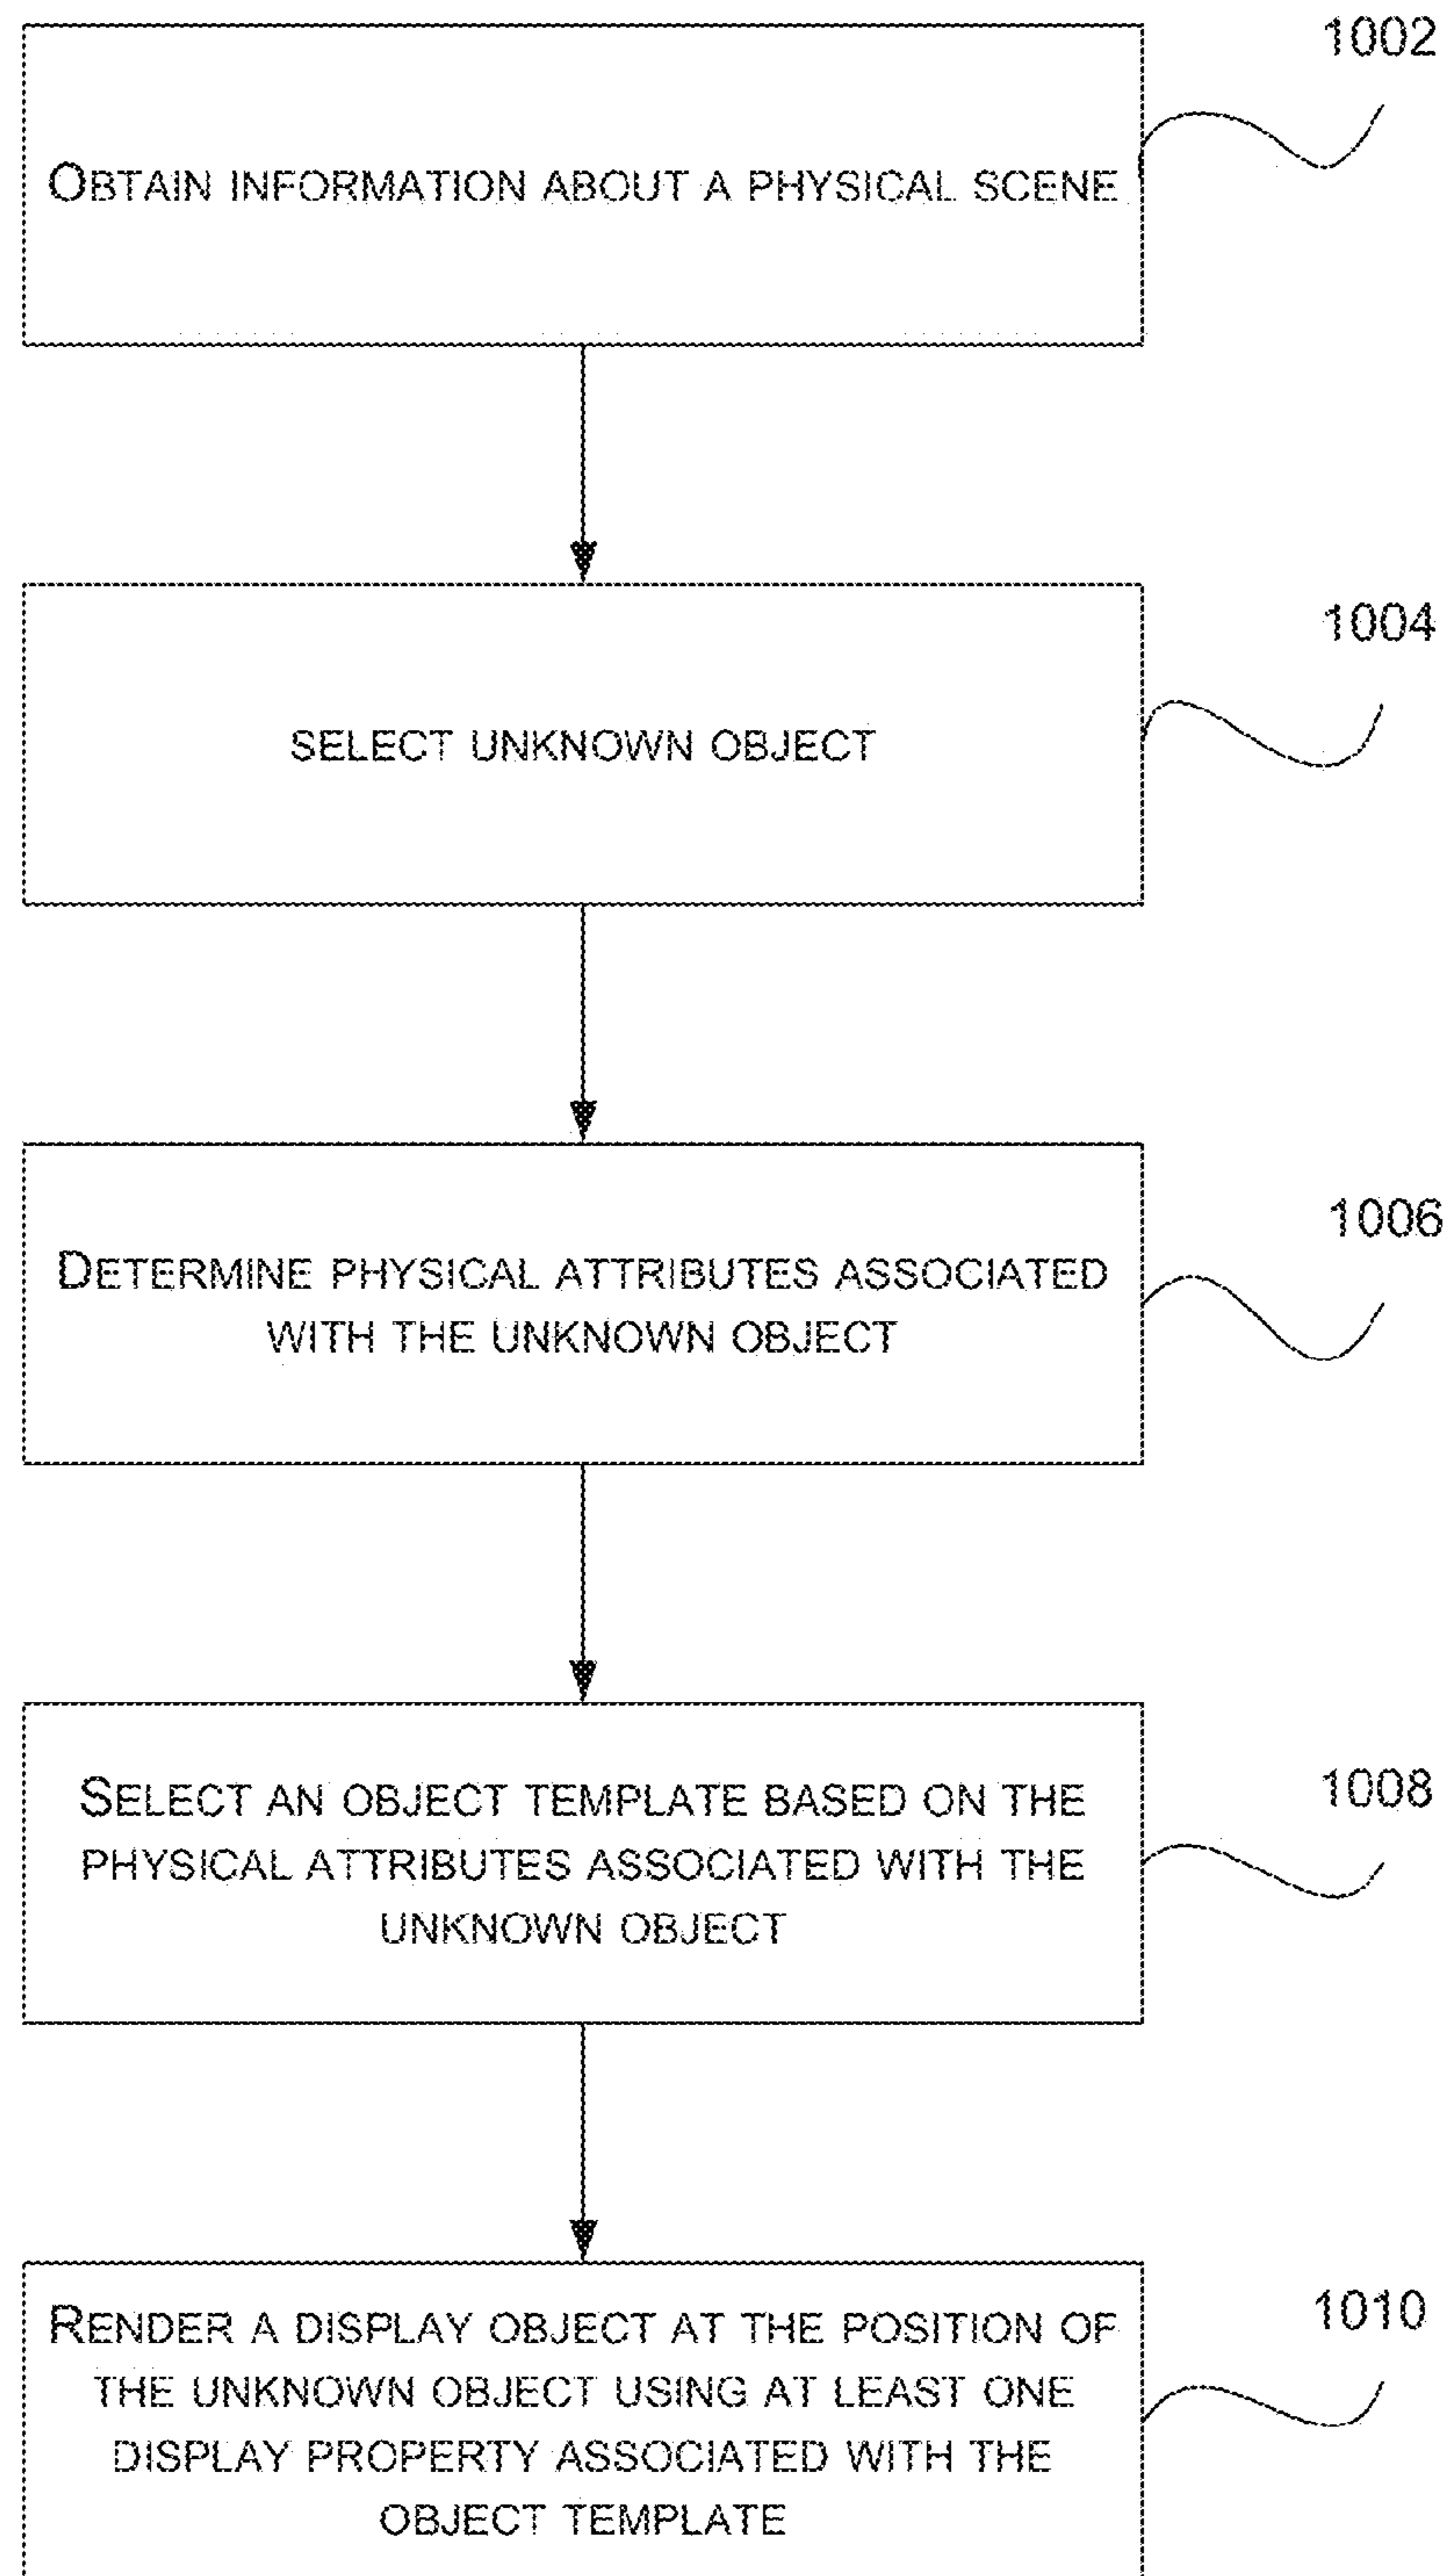 1002
OBTAIN INFORMATION ABOUT A PHYSICAL SCENE
1004
SELECT UNKNOWN OBJECT
1006
DETERMINE PHYSICAL ATTRIBUTES ASSOCIATED
WITH THE UNKNOWN OBJECT
1008
SELECT AN OBJECT TEMPLATE BASED ON THE
PHYSICAL ATTRIBUTES ASSOCIATED WITH THE
UNKNOWN OBJECT
1010
RENDER A DISPLAY OBJECT AT THE POSITION OF
THE UNKNOWN OBJECT USING AT LEAST ONE
DISPLAY PROPERTY ASSOCIATED WITH THE
OBJECT TEMPLATE